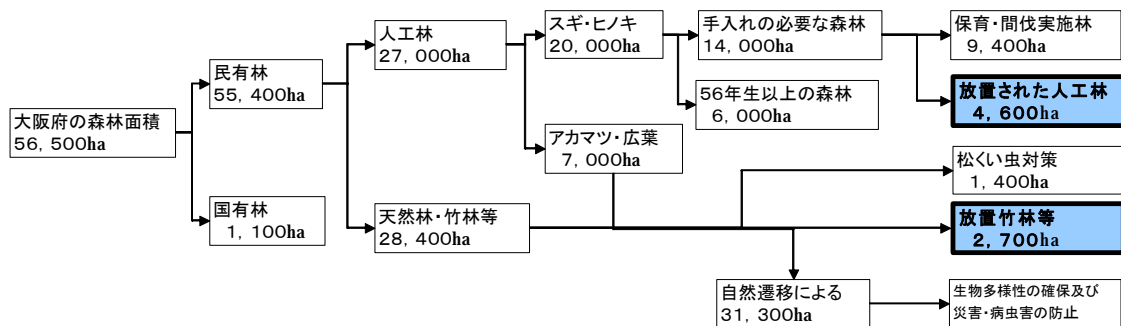 大阪府の森林面積
56,500ha
民有林
55,400ha
国有林
1,100ha
人工林
27,000ha
天然林・竹林等
28,400ha
スギ・ヒノキ
20,000ha
アカマツ・広葉
7,000ha
手入れの必要な森林
14,000ha
56年生以上の森林
6,000ha
自然遷移による
31,300ha
保育・間伐実施林
9,400ha
放置された人工林
4,600ha
松くい虫対策
1,400ha
放置竹林等
2,700ha
生物多様性の確保及び
災害・病虫害の防止